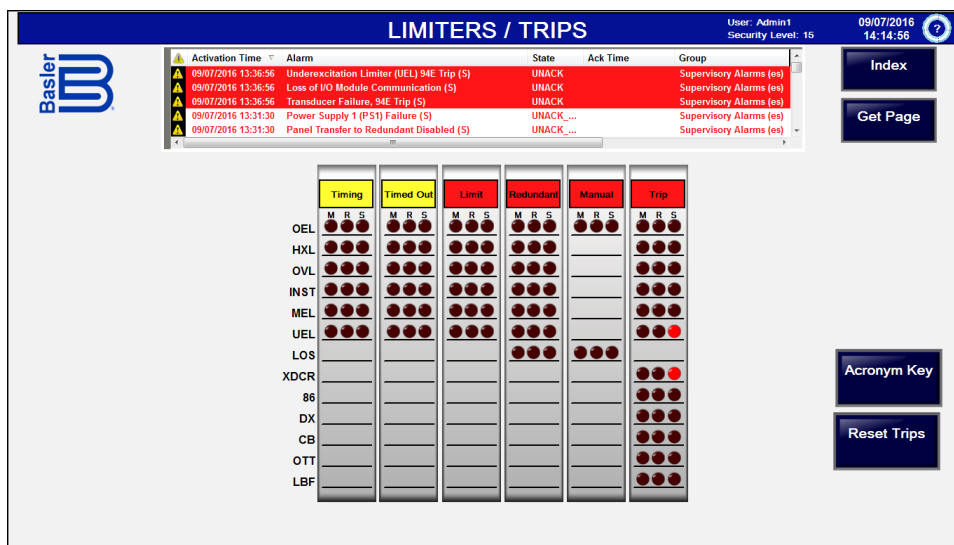 LIMITERS / TRIPS
User: Admin1
Security Level: 15
09/07/2016
14:14:56
?
Basler
Activation Time Alarm State Ack Time Group
09/07/2016 13:36:56 Underexcitation Limiter (UEL) 94E Trip (S) UNACK Supervisory Alarms (es)
09/07/2016 13:36:56 Loss of I/O Module Communication (S) UNACK Supervisory Alarms (es)
09/07/2016 13:36:56 Transducer Failure, 94E Trip (S) UNACK Supervisory Alarms (es)
09/07/2016 13:31:30 Power Supply 1 (PS1) Failure (S) UNACK_... Supervisory Alarms (es)
09/07/2016 13:31:30 Panel Transfer to Redundant Disabled (S) UNACK_... Supervisory Alarms (es)
Index
Get Page
Timing Timed Out Limit Redundant Manual Trip
M R S M R S M R S M R S M R S M R S
OEL
HXL
OVL
INST
MEL
UEL
LOS
XDCR
86
DX
CB
OTT
LBF
Acronym Key
Reset Trips